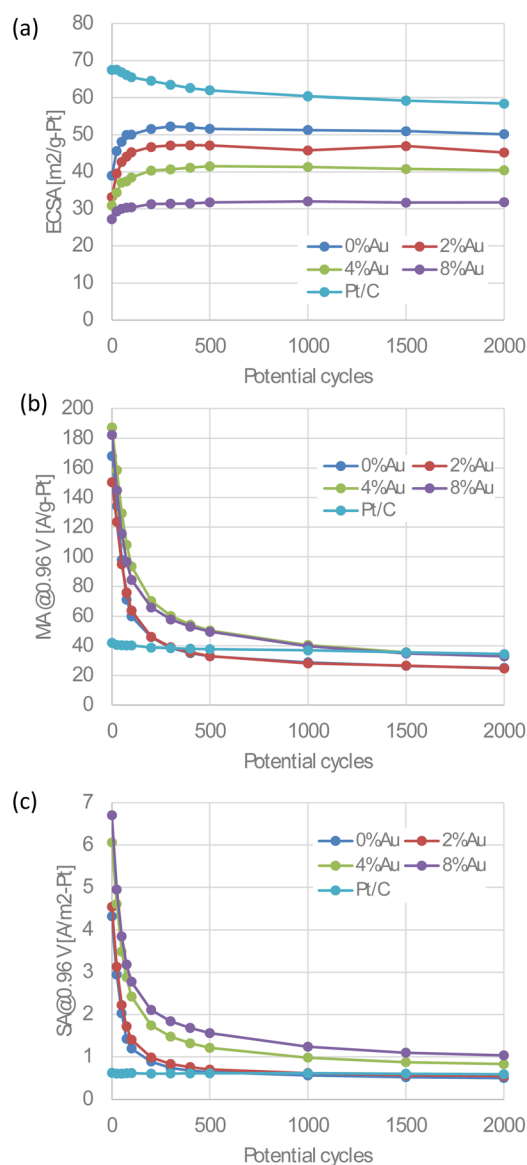 (a)
80
70
60
50
40
30
20
10
0
ECSA [m2/g-Pt]
0%Au 2%Au
4%Au 8%Au
Pt/C
0 500 1000 1500 2000
Potential cycles
(b)
200
180
160
140
120
100
80
60
40
20
0
MA@0.96 V [A/g-Pt]
0%Au 2%Au
4%Au 8%Au
Pt/C
0 500 1000 1500 2000
Potential cycles
(c)
7
6
5
4
3
2
1
0
SA@0.96 V [A/m2-Pt]
0%Au 2%Au
4%Au 8%Au
Pt/C
0 500 1000 1500 2000
Potential cycles